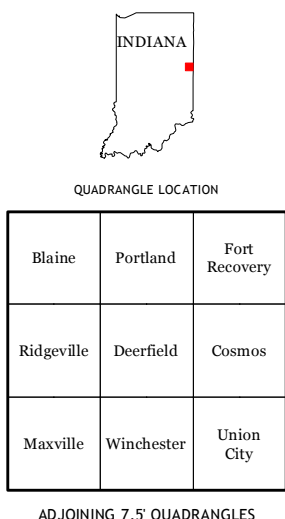 INDIANA
QUADRANGLE LOCATION
Blaine
Portland
Fort
Recovery
Ridgeville
Deerfield
Cosmos
Maxville
Winchester
Union
City
ADJOINING 7.5' QUADRANGLES